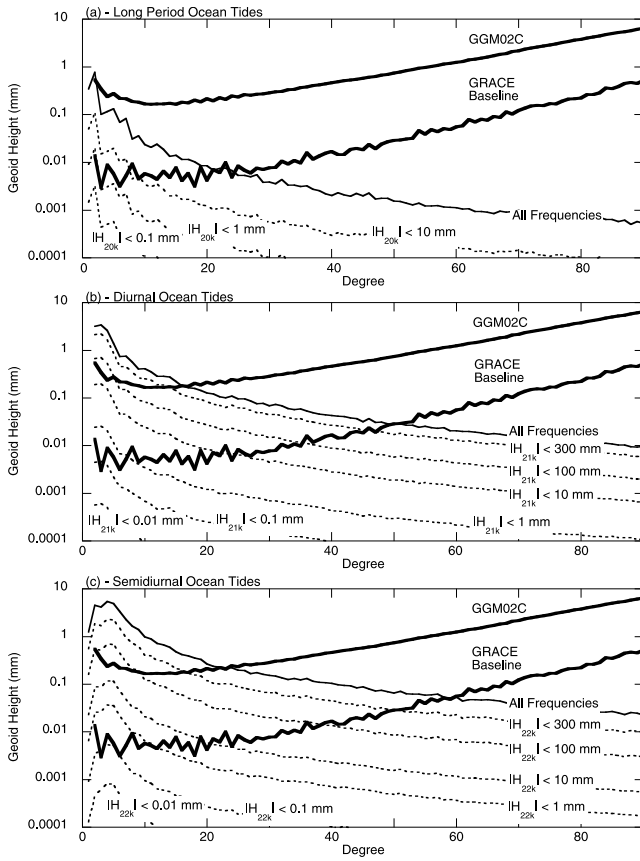 (a) - Long Period Ocean Tides
10
1
0.1
0.01
0.001
0.0001
Geoid Height (mm)
GGM02C
GRACE
Baseline
All Frequencies
|H20k| < 0.1 mm
|H20k| < 1 mm
|H20k| < 10 mm
0 20 40 60 80
Degree
(b) - Diurnal Ocean Tides
10
1
0.1
0.01
0.001
0.0001
Geoid Height (mm)
GGM02C
GRACE
Baseline
All Frequencies
|H21k| < 300 mm
|H21k| < 100 mm
|H21k| < 10 mm
|H21k| < 0.01 mm
|H21k| < 0.1 mm
|H21k| < 1 mm
0 20 40 60 80
Degree
(c) - Semidiurnal Ocean Tides
10
1
0.1
0.01
0.001
0.0001
Geoid Height (mm)
GGM02C
GRACE
Baseline
All Frequencies
|H22k| < 300 mm
|H22k| < 100 mm
|H22k| < 10 mm
|H22k| < 1 mm
|H22k| < 0.01 mm
|H22k| < 0.1 mm
0 20 40 60 80
Degree